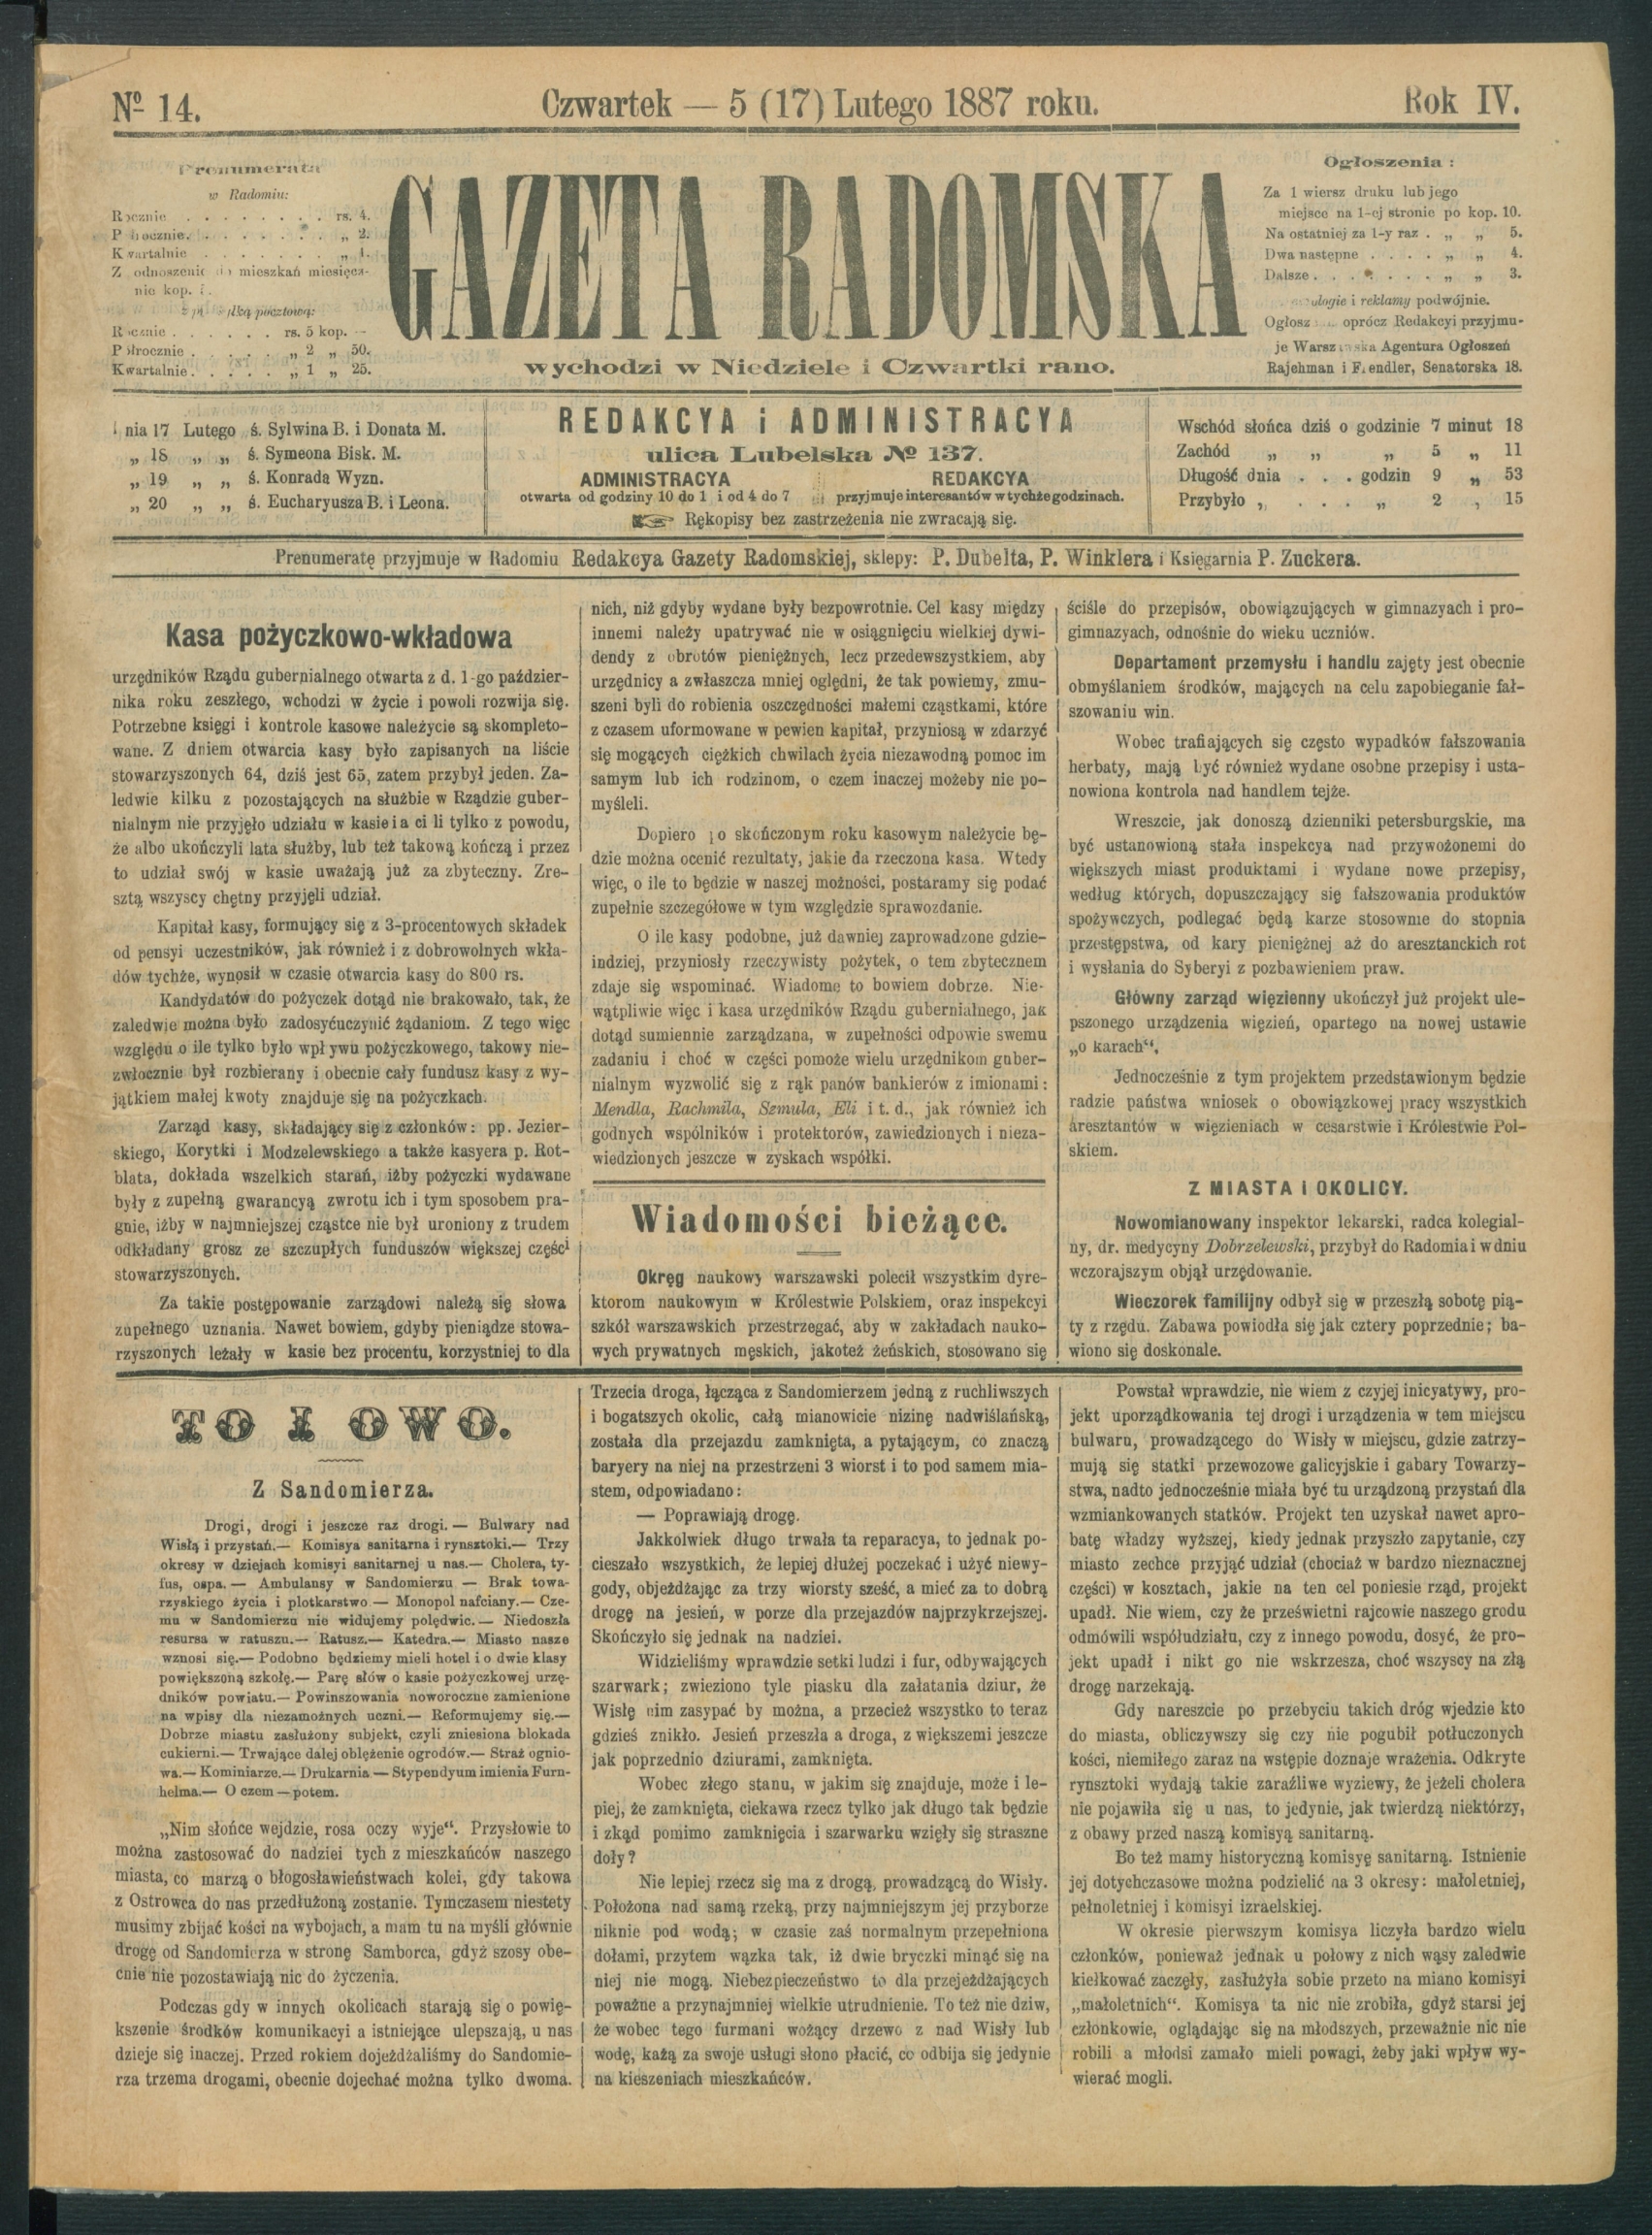 № 14.
Czwartek — 5 (17) Lutego 1887 roku.
Rok IV.
Prenumerata
w Radomiu:
Rocznie . . . . . . . . rs. 4.
Półrocznie. . . . . . . . „ 2.
Kwartalnie . . . . . . . „ 1.
Z odnoszeniem do mieszkań miesięcz-
nie kop.
z przesyłką pocztową:
Rocznie . . . . . rs. 5 kop. —
Półrocznie . . . . . „ 2 „ 50.
Kwartalnie. . . . . „ 1 „ 25.
GAZETA RADOMSKA
wychodzi w Niedziele i Czwartki rano.
Ogłoszenia :
Za 1 wiersz druku lub jego
miejsce na 1-ej stronie po kop. 10.
Na ostatniej za 1-y raz . „ „ 5.
Dwa następne . . . . „ „ 4.
Dalsze . . . . . . „ „ 3.
Nekrologie i reklamy podwójnie.
Ogłoszenia oprócz Redakcyi przyjmu-
je Warszawska Agentura Ogłoszeń
Rajchman i Frendler, Senatorska 18.
Dnia 17 Lutego ś. Sylwina B. i Donata M.
„ 18 „ „ ś. Symeona Bisk. M.
„ 19 „ „ ś. Konrada Wyzn.
„ 20 „ „ ś. Eucharyusza B. i Leona.
REDAKCYA i ADMINISTRACYA
ulica Lubelska № 137.
ADMINISTRACYA
otwarta od godziny 10 do 1 i od 4 do 7
REDAKCYA
przyjmuje interesantów w tychże godzinach.
☞ Rękopisy bez zastrzeżenia nie zwracają się.
Wschód słońca dziś o godzinie 7 minut 18
Zachód „ „ „ 5 „ 11
Długość dnia . . . godzin 9 „ 53
Przybyło „ . . . „ 2 „ 15
Prenumeratę przyjmuje w Radomiu Redakcya Gazety Radomskiej, sklepy: P. Dubelta, P. Winklera i Księgarnia P. Zuckera.
Kasa pożyczkowo-wkładowa
urzędników Rządu gubernialnego otwarta z d. 1-go paździer-
nika roku zeszłego, wchodzi w życie i powoli rozwija się.
Potrzebne księgi i kontrole kasowe należycie są skompleto-
wane. Z dniem otwarcia kasy było zapisanych na liście
stowarzyszonych 64, dziś jest 65, zatem przybył jeden. Za-
ledwie kilku z pozostających na służbie w Rządzie guber-
nialnym nie przyjęło udziału w kasie i a ci li tylko z powodu,
że albo ukończyli lata służby, lub też takową kończą i przez
to udział swój w kasie uważają już za zbyteczny. Zre-
sztą wszyscy chętny przyjęli udział.
Kapitał kasy, formujący się z 3-procentowych składek
od pensyi uczestników, jak również i z dobrowolnych wkła-
dów tychże, wynosił w czasie otwarcia kasy do 800 rs.
Kandydatów do pożyczek dotąd nie brakowało, tak, że
zaledwie można było zadosyćuczynić żądaniom. Z tego więc
względu o ile tylko było wpływu pożyczkowego, takowy nie-
zwłocznie był rozbierany i obecnie cały fundusz kasy z wy-
jątkiem małej kwoty znajduje się na pożyczkach.
Zarząd kasy, składający się z członków: pp. Jezier-
skiego, Korytki i Modzelewskiego a także kasyera p. Rot-
blata, dokłada wszelkich starań, iżby pożyczki wydawane
były z zupełną gwarancyą zwrotu ich i tym sposobem pra-
gnie, iżby w najmniejszej cząstce nie był uroniony z trudem
odkładany grosz ze szczupłych funduszów większej części
stowarzyszonych.
Za takie postępowanie zarządowi należą się słowa
zupełnego uznania. Nawet bowiem, gdyby pieniądze stowa-
rzyszonych leżały w kasie bez procentu, korzystniej to dla
nich, niż gdyby wydane były bezpowrotnie. Cel kasy między
innemi należy upatrywać nie w osiągnięciu wielkiej dywi-
dendy z obrotów pieniężnych, lecz przedewszystkiem, aby
urzędnicy a zwłaszcza mniej oględni, że tak powiemy, zmu-
szeni byli do robienia oszczędności małemi cząstkami, które
z czasem uformowane w pewien kapitał, przyniosą w zdarzyć
się mogących ciężkich chwilach życia niezawodną pomoc im
samym lub ich rodzinom, o czem inaczej możeby nie po-
myśleli.
Dopiero po skończonym roku kasowym należycie bę-
dzie można ocenić rezultaty, jakie da rzeczona kasa. Wtedy
więc, o ile to będzie w naszej możności, postaramy się podać
zupełnie szczegółowe w tym względzie sprawozdanie.
O ile kasy podobne, już dawniej zaprowadzone gdzie-
indziej, przyniosły rzeczywisty pożytek, o tem zbytecznem
zdaje się wspominać. Wiadome to bowiem dobrze. Nie-
wątpliwie więc i kasa urzędników Rządu gubernialnego, jak
dotąd sumiennie zarządzana, w zupełności odpowie swemu
zadaniu i choć w części pomoże wielu urzędnikom guber-
nialnym wyzwolić się z rąk panów bankierów z imionami:
Mendla, Rachmila, Szmula, Eli i t. d., jak również ich
godnych wspólników i protektorów, zawiedzionych i nieza-
wiedzionych jeszcze w zyskach współki.
Wiadomości bieżące.
Okręg naukowy warszawski polecił wszystkim dyre-
ktorom naukowym w Królestwie Polskiem, oraz inspekcyi
szkół warszawskich przestrzegać, aby w zakładach nauko-
wych prywatnych męskich, jakoteż żeńskich, stosowano się
ściśle do przepisów, obowiązujących w gimnazyach i pro-
gimnazyach, odnośnie do wieku uczniów.
Departament przemysłu i handlu zajęty jest obecnie
obmyślaniem środków, mających na celu zapobieganie fał-
szowaniu win.
Wobec trafiających się często wypadków fałszowania
herbaty, mają być również wydane osobne przepisy i usta-
nowiona kontrola nad handlem tejże.
Wreszcie, jak donoszą dzienniki petersburgskie, ma
być ustanowioną stała inspekcya nad przywożonemi do
większych miast produktami i wydane nowe przepisy,
według których, dopuszczający się fałszowania produktów
spożywczych, podlegać będą karze stosownie do stopnia
przestępstwa, od kary pieniężnej aż do aresztanckich rot
i wysłania do Syberyi z pozbawieniem praw.
Główny zarząd więzienny ukończył już projekt ule-
pszonego urządzenia więzień, opartego na nowej ustawie
„o karach“.
Jednocześnie z tym projektem przedstawionym będzie
radzie państwa wniosek o obowiązkowej pracy wszystkich
aresztantów w więzieniach w cesarstwie i Królestwie Pol-
skiem.
Z MIASTA i OKOLICY.
Nowomianowany inspektor lekarski, radca kolegial-
ny, dr. medycyny Dobrzelewski, przybył do Radomia i w dniu
wczorajszym objął urzędowanie.
Wieczorek familijny odbył się w przeszłą sobotę pią-
ty z rzędu. Zabawa powiodła się jak cztery poprzednie; ba-
wiono się doskonale.
TO I OWO.
Z Sandomierza.
Drogi, drogi i jeszcze raz drogi. — Bulwary nad
Wisłą i przystań.— Komisya sanitarna i rynsztoki.— Trzy
okresy w dziejach komisyi sanitarnej u nas.— Cholera, ty-
fus, ospa. — Ambulansy w Sandomierzu — Brak towa-
rzyskiego życia i plotkarstwo — Monopol nafciany.— Cze-
mu w Sandomierzu nie widujemy polędwic. — Niedoszła
resursa w ratuszu.— Ratusz.— Katedra.— Miasto nasze
wznosi się.— Podobno będziemy mieli hotel i o dwie klasy
powiększoną szkołę.— Parę słów o kasie pożyczkowej urzę-
dników powiatu.— Powinszowania noworoczne zamienione
na wpisy dla niezamożnych uczni.— Reformujemy się.—
Dobrze miastu zasłużony subjekt, czyli zniesiona blokada
cukierni.— Trwające dalej oblężenie ogrodów.— Straż ognio-
wa.— Kominiarze.— Drukarnia — Stypendyum imienia Furn-
helma.— O czem — potem.
„Nim słońce wejdzie, rosa oczy wyje“. Przysłowie to
można zastosować do nadziei tych z mieszkańców naszego
miasta, co marzą o błogosławieństwach kolei, gdy takowa
z Ostrowca do nas przedłużoną zostanie. Tymczasem niestety
musimy zbijać kości na wybojach, a mam tu na myśli głównie
drogę od Sandomierza w stronę Samborca, gdyż szosy obe-
cnie nie pozostawiają nic do życzenia.
Podczas gdy w innych okolicach starają się o powię-
kszenie środków komunikacyi a istniejące ulepszają, u nas
dzieje się inaczej. Przed rokiem dojeżdżaliśmy do Sandomie-
rza trzema drogami, obecnie dojechać można tylko dwoma.
Trzecia droga, łącząca z Sandomierzem jedną z ruchliwszych
i bogatszych okolic, całą mianowicie nizinę nadwiślańską,
została dla przejazdu zamknięta, a pytającym, co znaczą
baryery na niej na przestrzeni 3 wiorst i to pod samem mia-
stem, odpowiadano:
— Poprawiają drogę.
Jakkolwiek długo trwała ta reparacya, to jednak po-
cieszało wszystkich, że lepiej dłużej poczekać i użyć niewy-
gody, objeżdżając za trzy wiorsty sześć, a mieć za to dobrą
drogę na jesień, w porze dla przejazdów najprzykrzejszej.
Skończyło się jednak na nadziei.
Widzieliśmy wprawdzie setki ludzi i fur, odbywających
szarwark; zwieziono tyle piasku dla załatania dziur, że
Wisłę nim zasypać by można, a przecież wszystko to teraz
gdzieś znikło. Jesień przeszła a droga, z większemi jeszcze
jak poprzednio dziurami, zamknięta.
Wobec złego stanu, w jakim się znajduje, może i le-
piej, że zamknięta, ciekawa rzecz tylko jak długo tak będzie
i zkąd pomimo zamknięcia i szarwarku wzięły się straszne
doły?
Nie lepiej rzecz się ma z drogą, prowadzącą do Wisły.
Położona nad samą rzeką, przy najmniejszym jej przyborze
niknie pod wodą; w czasie zaś normalnym przepełniona
dołami, przytem wązka tak, iż dwie bryczki minąć się na
niej nie mogą. Niebezpieczeństwo to dla przejeżdżających
poważne a przynajmniej wielkie utrudnienie. To też nie dziw,
że wobec tego furmani wożący drzewo z nad Wisły lub
wodę, każą za swoje usługi słono płacić, co odbija się jedynie
na kieszeniach mieszkańców.
Powstał wprawdzie, nie wiem z czyjej inicyatywy, pro-
jekt uporządkowania tej drogi i urządzenia w tem miejscu
bulwaru, prowadzącego do Wisły w miejscu, gdzie zatrzy-
mują się statki przewozowe galicyjskie i gabary Towarzy-
stwa, nadto jednocześnie miała być tu urządzoną przystań dla
wzmiankowanych statków. Projekt ten uzyskał nawet apro-
batę władzy wyższej, kiedy jednak przyszło zapytanie, czy
miasto zechce przyjąć udział (chociaż w bardzo nieznacznej
części) w kosztach, jakie na ten cel poniesie rząd, projekt
upadł. Nie wiem, czy że prześwietni rajcowie naszego grodu
odmówili współudziału, czy z innego powodu, dosyć, że pro-
jekt upadł i nikt go nie wskrzesza, choć wszyscy na złą
drogę narzekają.
Gdy nareszcie po przebyciu takich dróg wjedzie kto
do miasta, obliczywszy się czy nie pogubił potłuczonych
kości, niemiłego zaraz na wstępie doznaje wrażenia. Odkryte
rynsztoki wydają takie zaraźliwe wyziewy, że jeżeli cholera
nie pojawiła się u nas, to jedynie, jak twierdzą niektórzy,
z obawy przed naszą komisyą sanitarną.
Bo też mamy historyczną komisyę sanitarną. Istnienie
jej dotychczasowe można podzielić na 3 okresy: małoletniej,
pełnoletniej i komisyi izraelskiej.
W okresie pierwszym komisya liczyła bardzo wielu
członków, ponieważ jednak u połowy z nich wąsy zaledwie
kiełkować zaczęły, zasłużyła sobie przeto na miano komisyi
„małoletnich“. Komisya ta nic nie zrobiła, gdyż starsi jej
członkowie, oglądając się na młodszych, przeważnie nic nie
robili a młodsi zamało mieli powagi, żeby jaki wpływ wy-
wierać mogli.